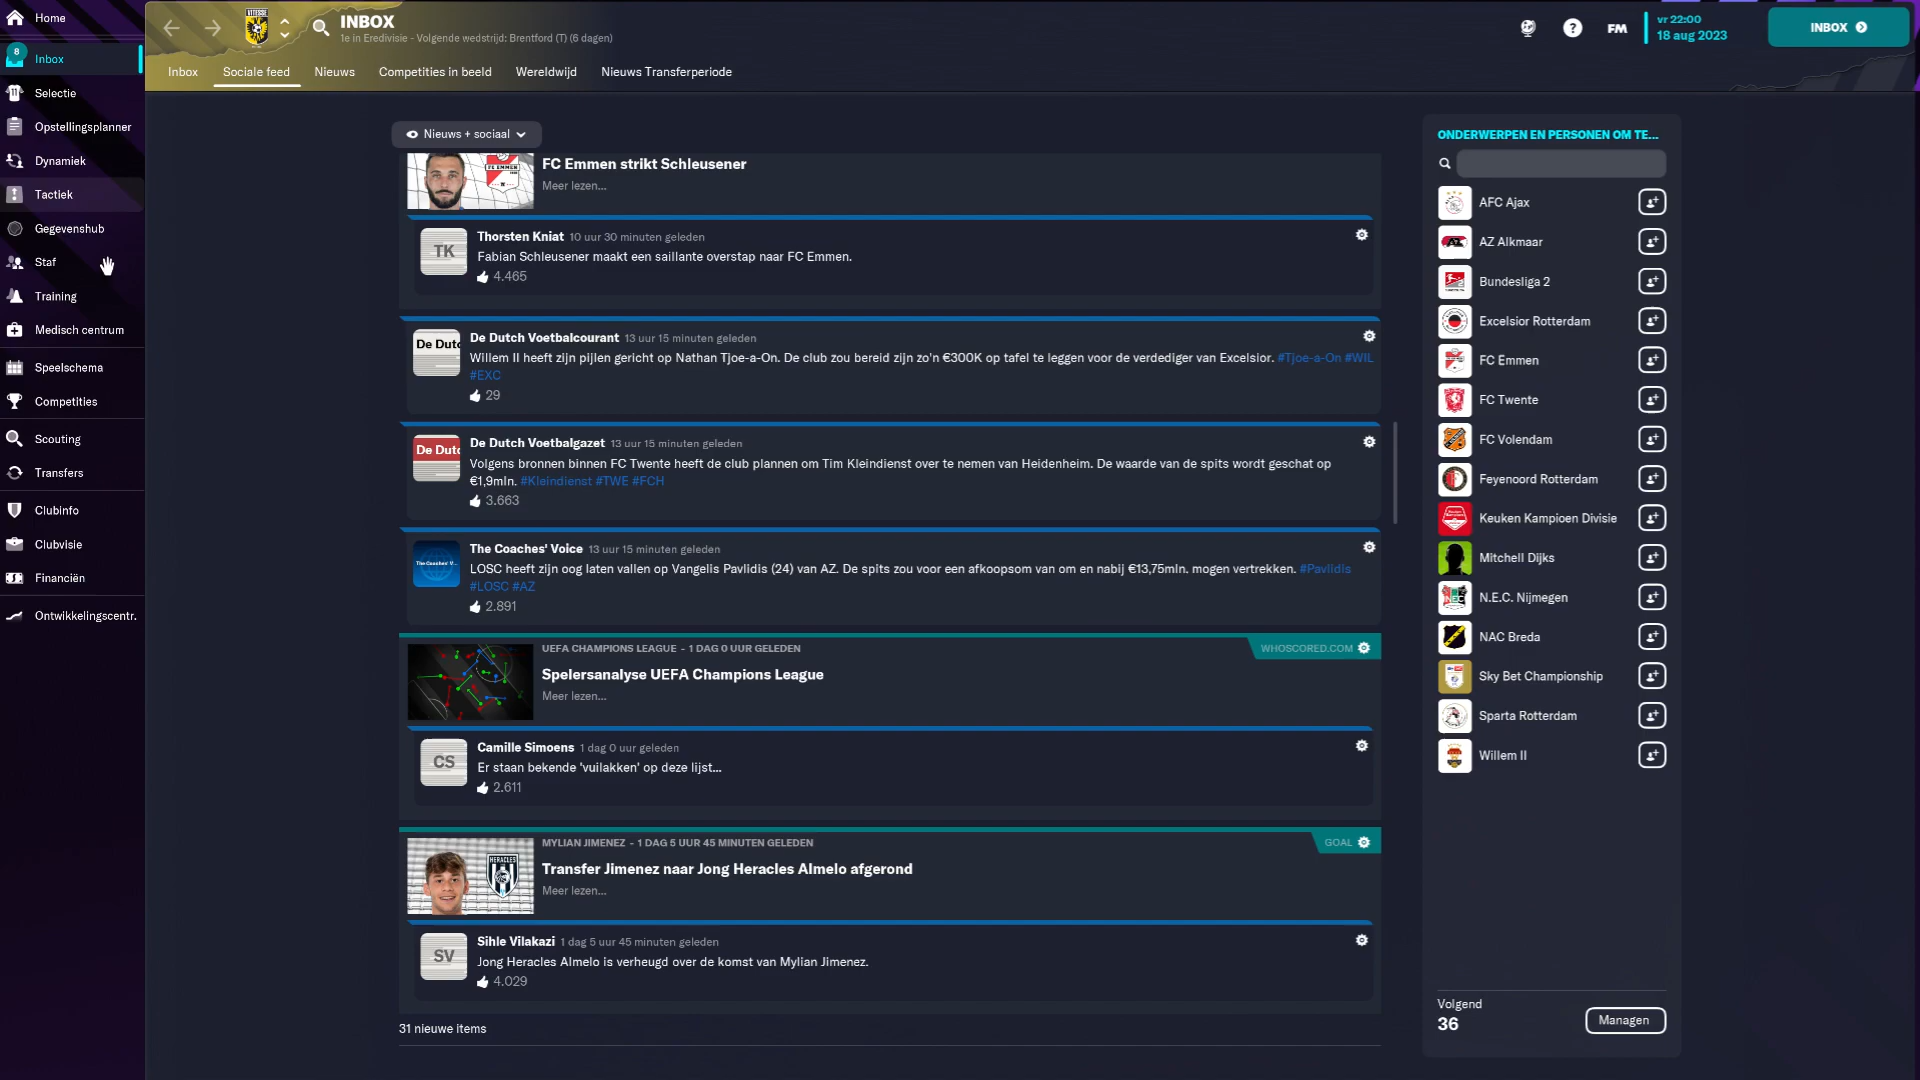 Home
8
Inbox
Selectie
Opstellingsplanner
Dynamiek
Tactiek
Gegevenshub
Staf
Training
Medisch centrum
Speelschema
Competities
Scouting
Transfers
Clubinfo
Clubvisie
Financiën
Ontwikkelingscentr.
INBOX
1e in Eredivisie - Volgende wedstrijd: Brentford (T) (6 dagen)
FM
vr 22:00
18 aug 2023
INBOX
Inbox
Sociale feed
Nieuws
Competities in beeld
Wereldwijd
Nieuws Transferperiode
Nieuws + sociaal
FC Emmen strikt Schleusener
Meer lezen...
TK
Thorsten Kniat 10 uur 30 minuten geleden
Fabian Schleusener maakt een saillante overstap naar FC Emmen.
4.465
De Dutc
De Dutch Voetbalcourant 13 uur 15 minuten geleden
Willem II heeft zijn pijlen gericht op Nathan Tjoe-a-On. De club zou bereid zijn zo'n €300K op tafel te leggen voor de verdediger van Excelsior. #Tjoe-a-On #WIL
#EXC
29
De Dutc
De Dutch Voetbalgazet 13 uur 15 minuten geleden
Volgens bronnen binnen FC Twente heeft de club plannen om Tim Kleindienst over te nemen van Heidenheim. De waarde van de spits wordt geschat op
€1,9mln. #Kleindienst #TWE #FCH
3.663
The Coaches' V...
The Coaches' Voice 13 uur 15 minuten geleden
LOSC heeft zijn oog laten vallen op Vangelis Pavlidis (24) van AZ. De spits zou voor een afkoopsom van om en nabij €13,75mln. mogen vertrekken. #Pavlidis
#LOSC #AZ
2.891
UEFA CHAMPIONS LEAGUE - 1 DAG 0 UUR GELEDEN
WHOSCORED.COM
Spelersanalyse UEFA Champions League
Meer lezen...
CS
Camille Simoens 1 dag 0 uur geleden
Er staan bekende 'vuilakken' op deze lijst...
2.611
MYLIAN JIMENEZ - 1 DAG 5 UUR 45 MINUTEN GELEDEN
GOAL
Transfer Jimenez naar Jong Heracles Almelo afgerond
Meer lezen...
SV
Sihle Vilakazi 1 dag 5 uur 45 minuten geleden
Jong Heracles Almelo is verheugd over de komst van Mylian Jimenez.
4.029
31 nieuwe items
ONDERWERPEN EN PERSONEN OM TE...
AFC Ajax
AZ Alkmaar
Bundesliga 2
Excelsior Rotterdam
FC Emmen
FC Twente
FC Volendam
Feyenoord Rotterdam
Keuken Kampioen Divisie
Mitchell Dijks
N.E.C. Nijmegen
NAC Breda
Sky Bet Championship
Sparta Rotterdam
Willem II
Volgend
36
Managen